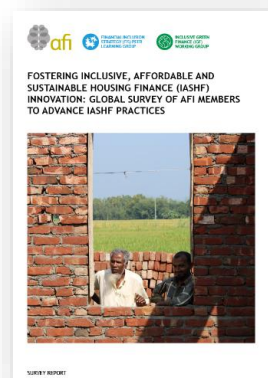 afi
FINANCIAL INCLUSION
STRATEGY (FIS) PEER
LEARNING GROUP
INCLUSIVE GREEN
FINANCE (IGF)
WORKING GROUP
FOSTERING INCLUSIVE, AFFORDABLE AND
SUSTAINABLE HOUSING FINANCE (IASHF)
INNOVATION: GLOBAL SURVEY OF AFI MEMBERS
TO ADVANCE IASHF PRACTICES
SURVEY REPORT